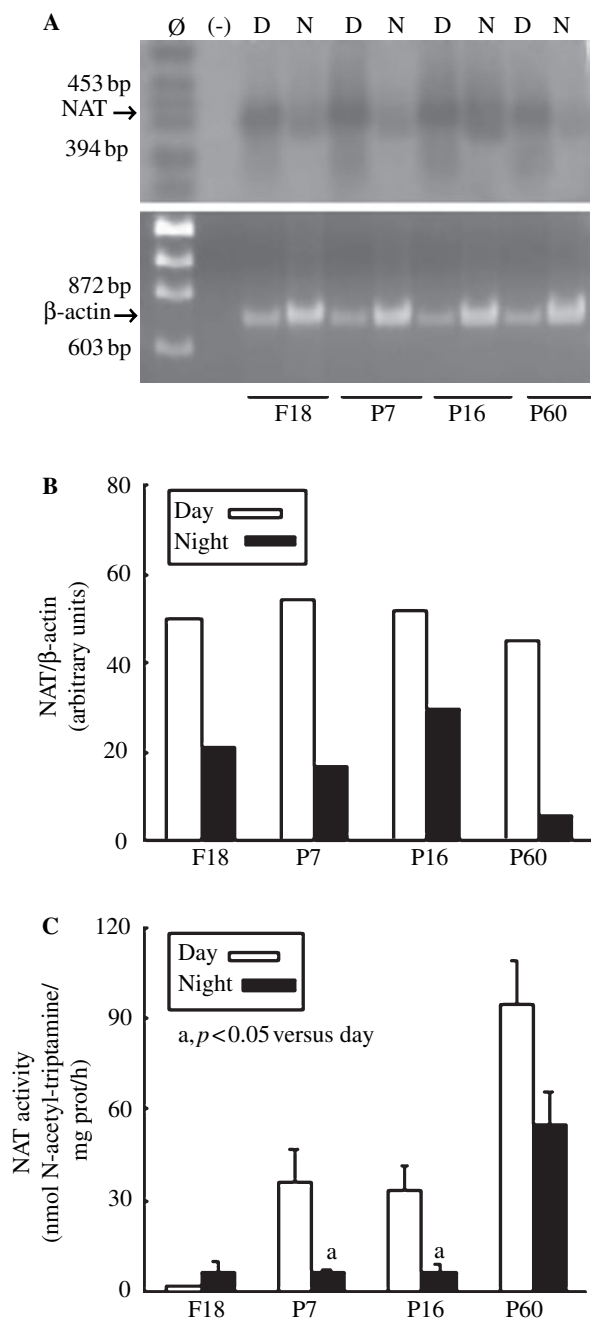 A
Ø (-) D N D N D N D N
453 bp
NAT →
394 bp
872 bp
β-actin →
603 bp
F18 P7 P16 P60
B
80
60
40
20
0
NAT/β-actin
(arbitrary units)
Day
Night
F18 P7 P16 P60
C
120
90
60
30
0
NAT activity
(nmol N-acetyl-triptamine/
mg prot/h)
Day
Night
a, p<0.05 versus day
a a
F18 P7 P16 P60